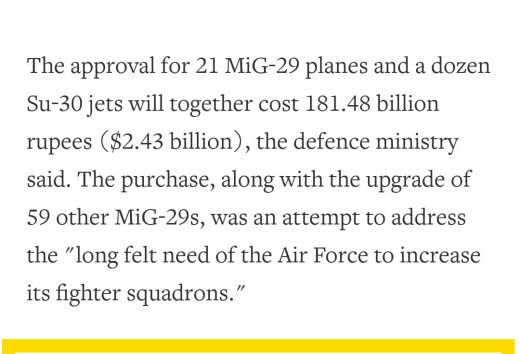 The approval for 21 MiG-29 planes and a dozen
Su-30 jets will together cost 181.48 billion
rupees ($2.43 billion), the defence ministry
said. The purchase, along with the upgrade of
59 other MiG-29s, was an attempt to address
the "long felt need of the Air Force to increase
its fighter squadrons."